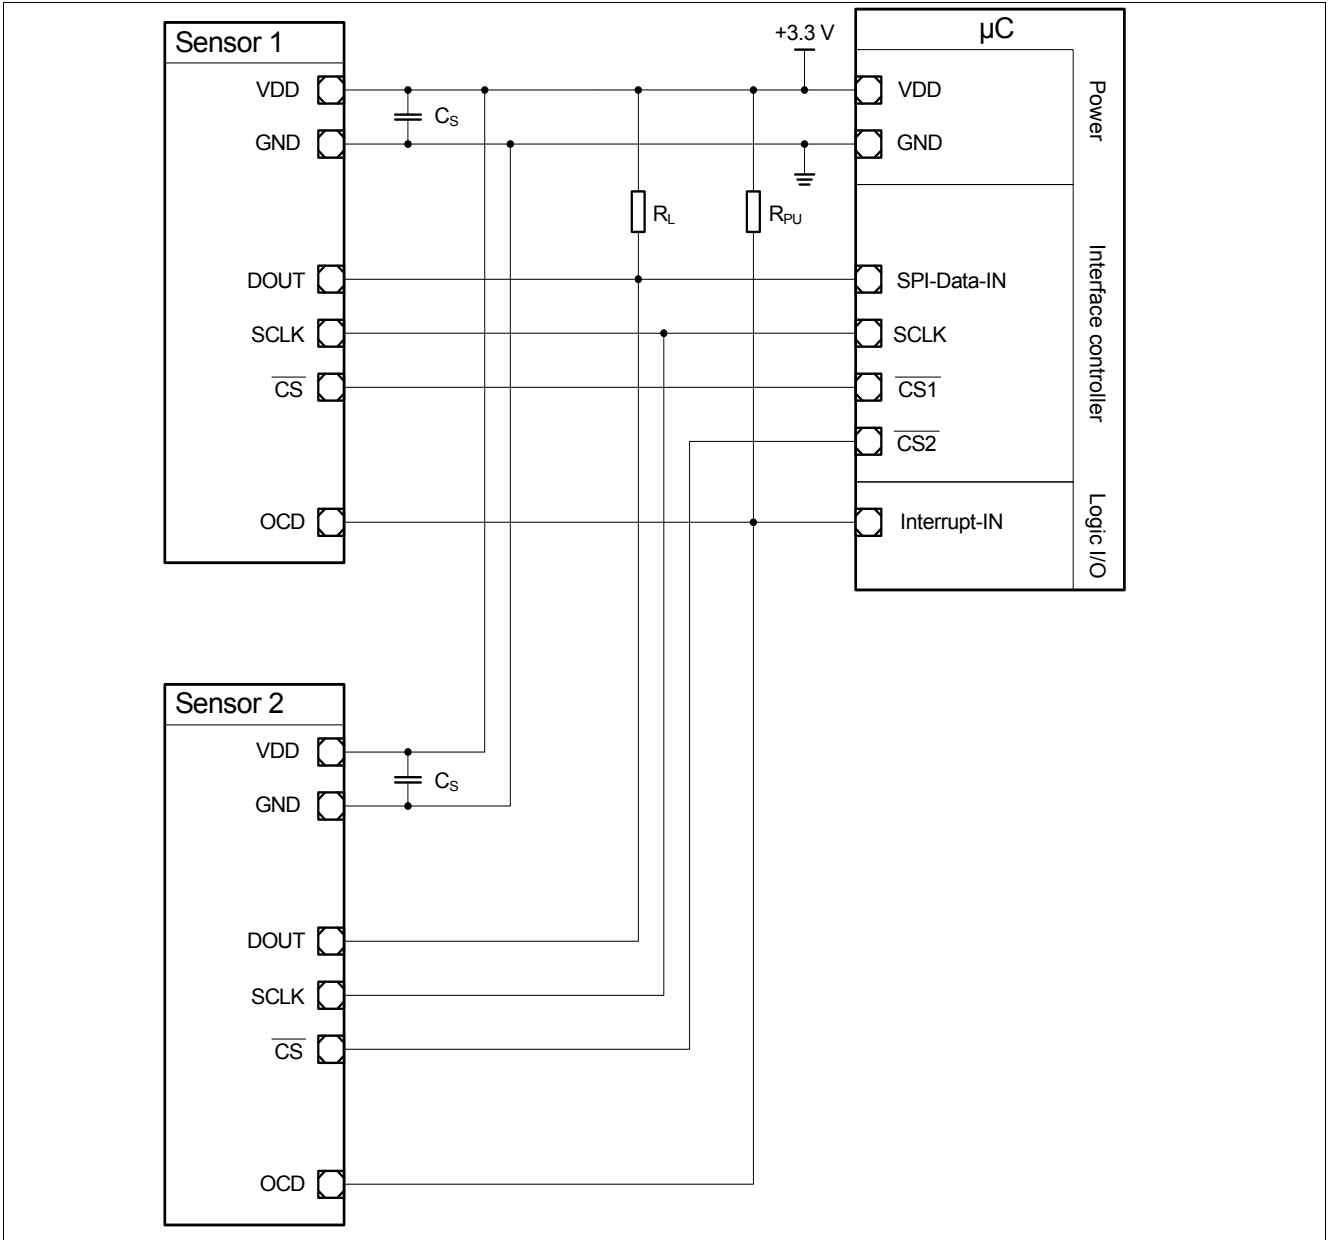 Sensor 1
VDD
GND
DOUT
SCLK
CS
OCD
CS
+3.3 V
RL
RPU
µC
VDD
GND
Power
SPI-Data-IN
SCLK
CS1
CS2
Interface controller
Interrupt-IN
Logic I/O
Sensor 2
VDD
GND
DOUT
SCLK
CS
OCD
CS